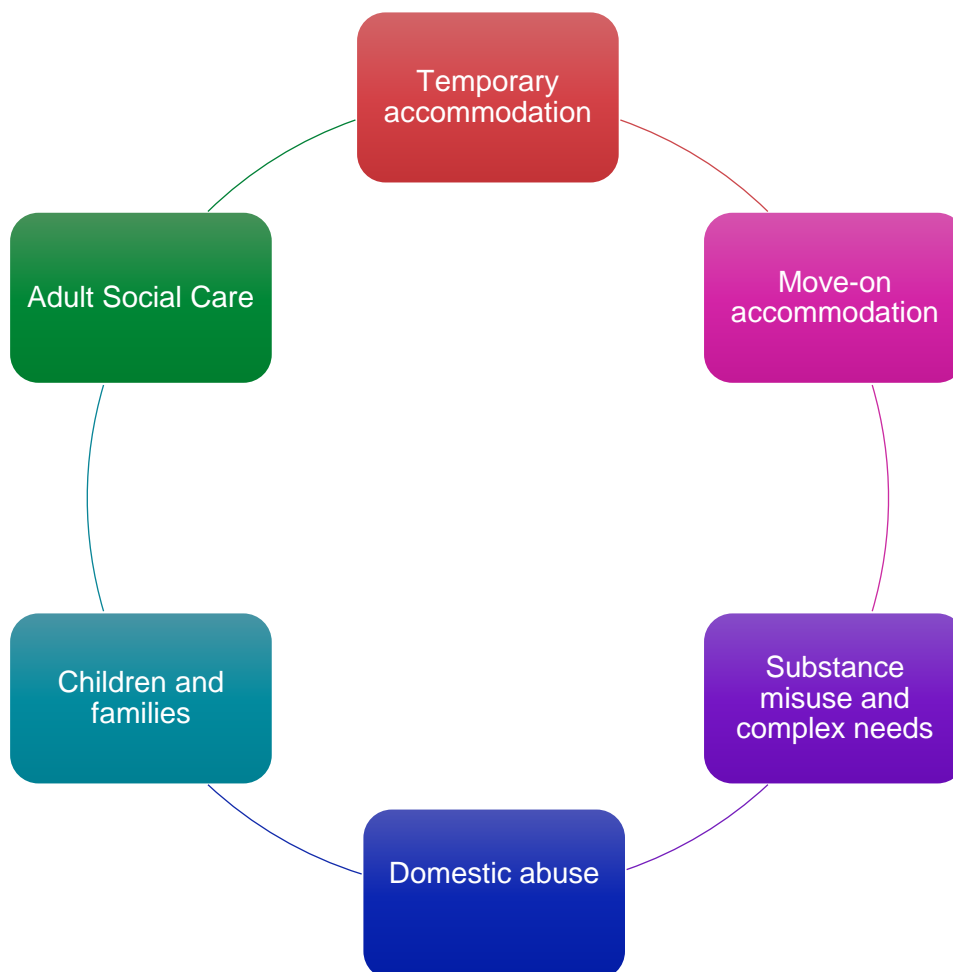 Temporary
accommodation
Move-on
accommodation
Substance
misuse and
complex needs
Domestic abuse
Children and
families
Adult Social Care